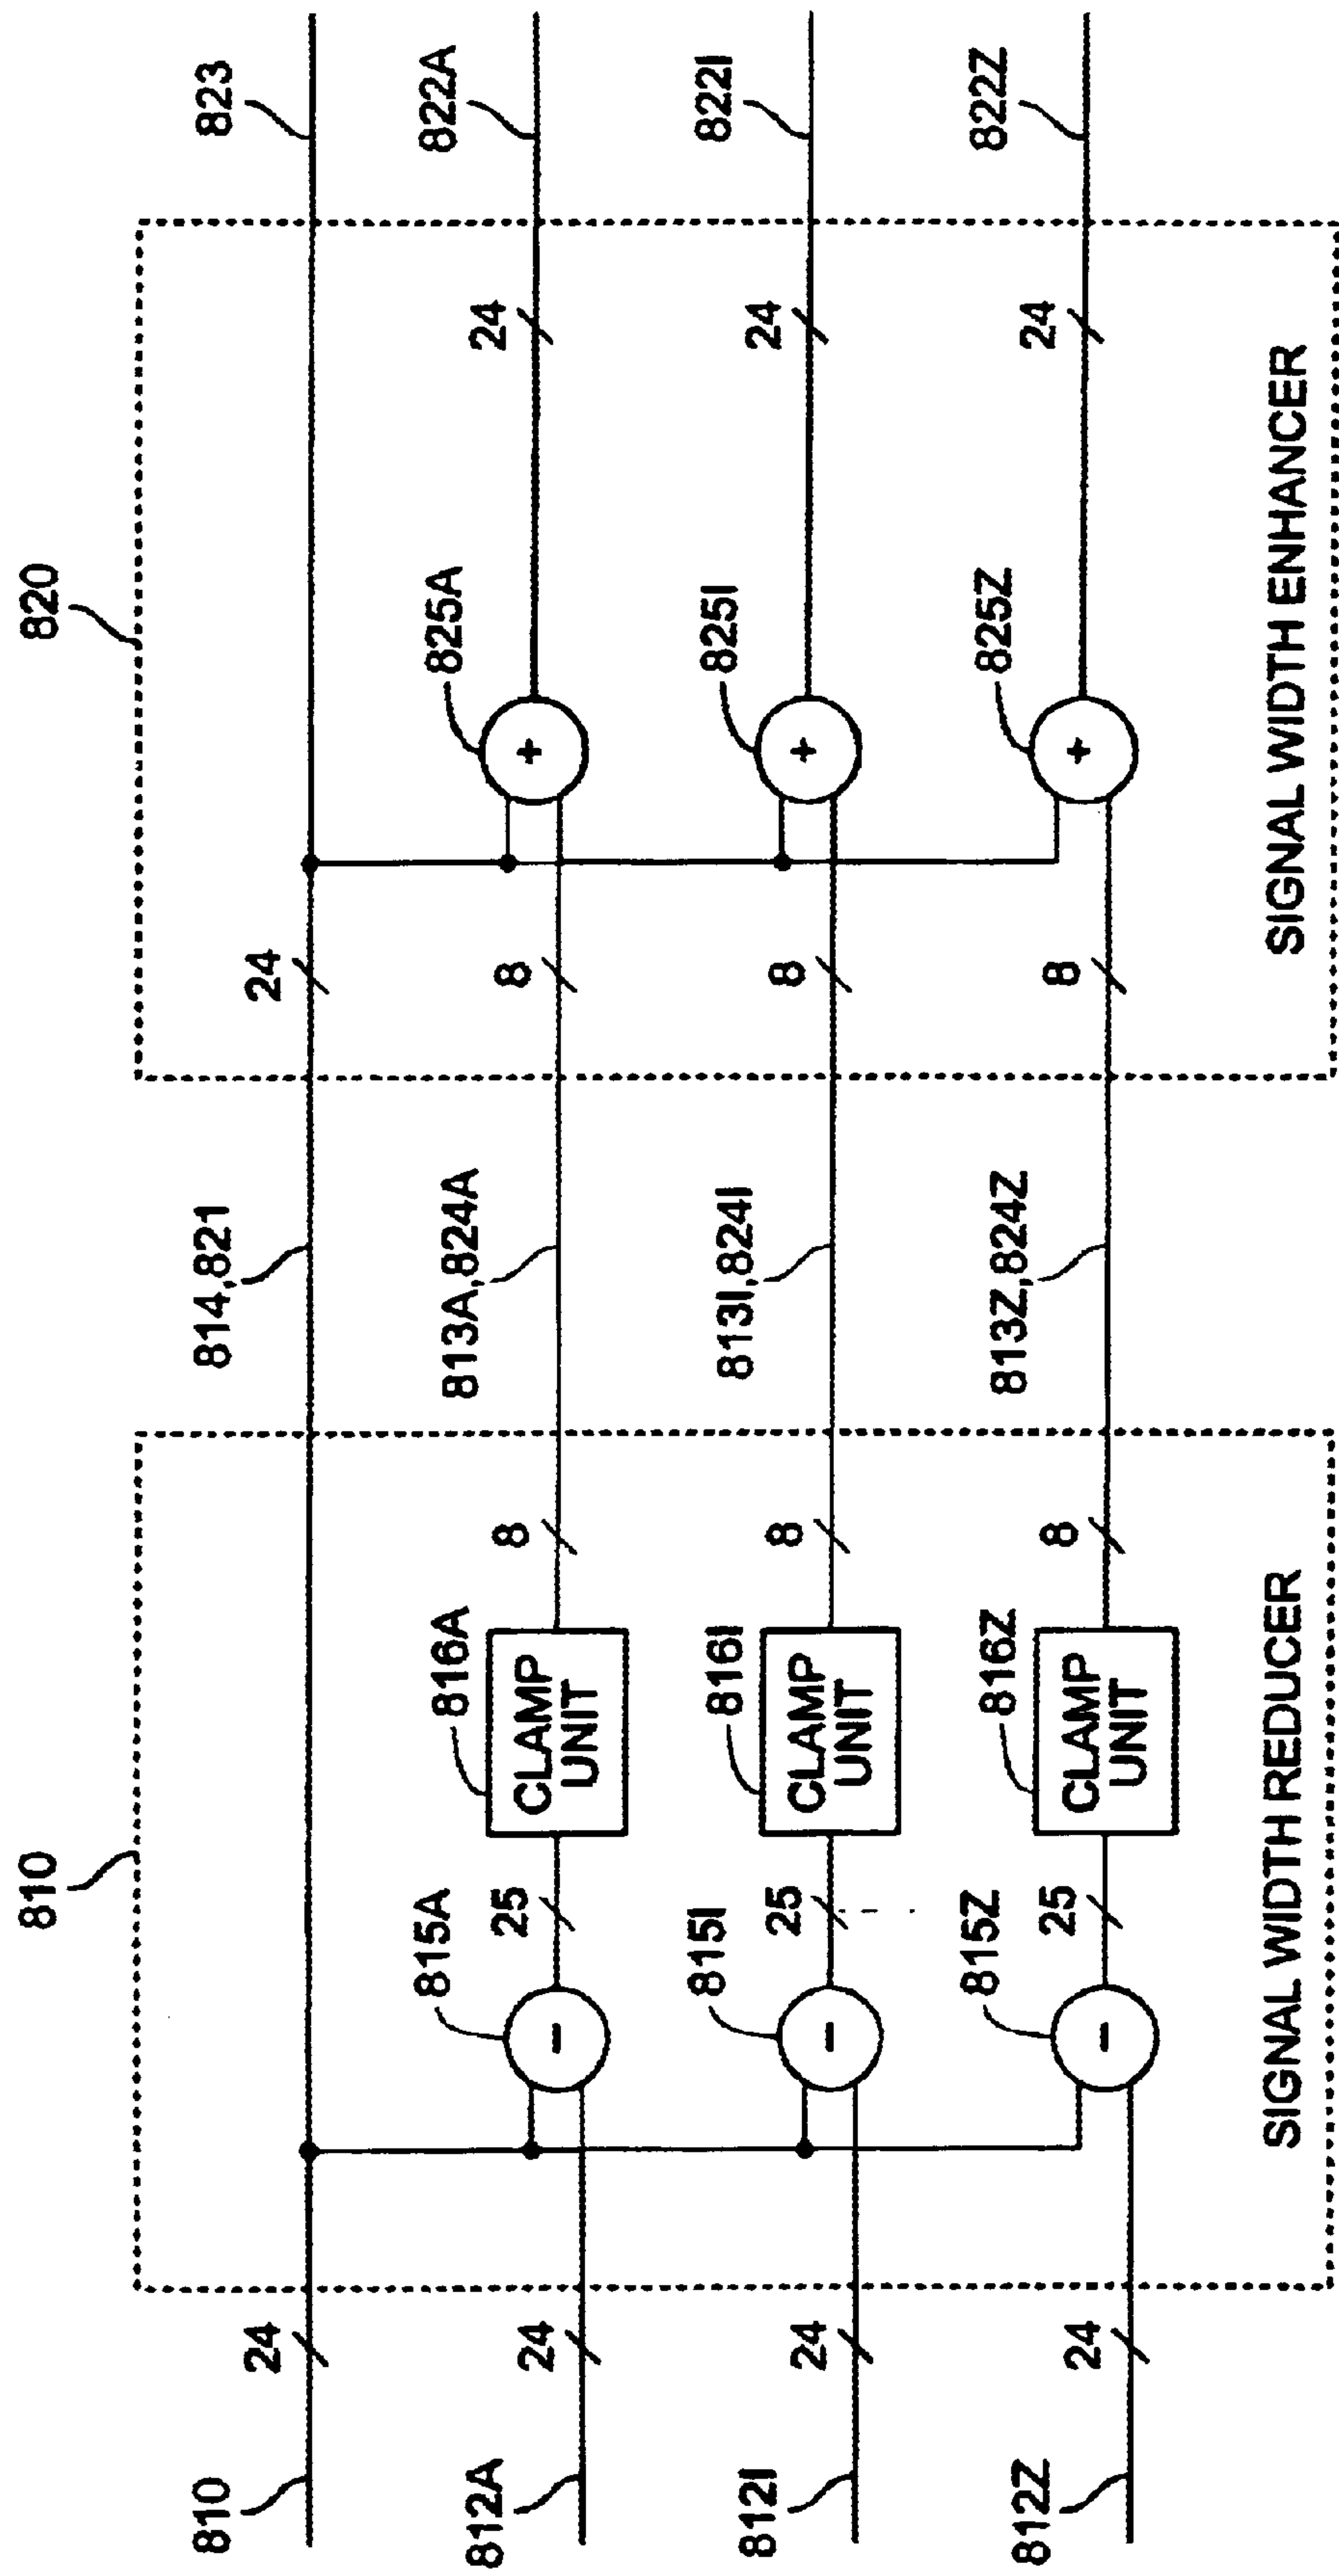 810
820
810
24
814,821
24
823
812A
24
815A
25
816A
CLAMP
UNIT
8
813A,824A
8
825A
24
822A
812I
24
815I
25
816I
CLAMP
UNIT
8
813I,824I
8
825I
24
822I
812Z
24
815Z
25
816Z
CLAMP
UNIT
8
813Z,824Z
8
825Z
24
822Z
SIGNAL WIDTH REDUCER
SIGNAL WIDTH ENHANCER